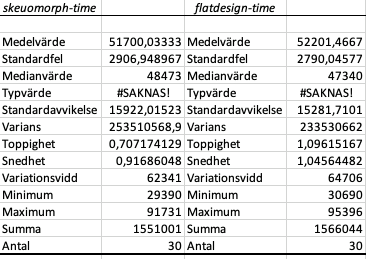 skeuomorph-time flatdesign-time
Medelvärde 51700,03333 Medelvärde 52201,4667
Standardfel 2906,948967 Standardfel 2790,04577
Medianvärde 48473 Medianvärde 47340
Typvärde #SAKNAS! Typvärde #SAKNAS!
Standardavvikelse 15922,01523 Standardavvikelse 15281,7101
Varians 253510568,9 Varians 233530662
Toppighet 0,707174129 Toppighet 1,09615167
Snedhet 0,91686048 Snedhet 1,04564482
Variationsvidd 62341 Variationsvidd 64706
Minimum 29390 Minimum 30690
Maximum 91731 Maximum 95396
Summa 1551001 Summa 1566044
Antal 30 Antal 30